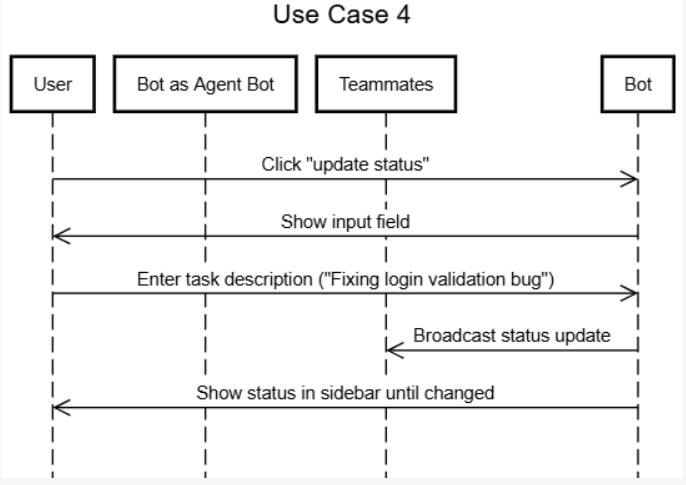 Use Case 4
User
Bot as Agent Bot
Teammates
Bot
Click "update status"
Show input field
Enter task description ("Fixing login validation bug")
Broadcast status update
Show status in sidebar until changed